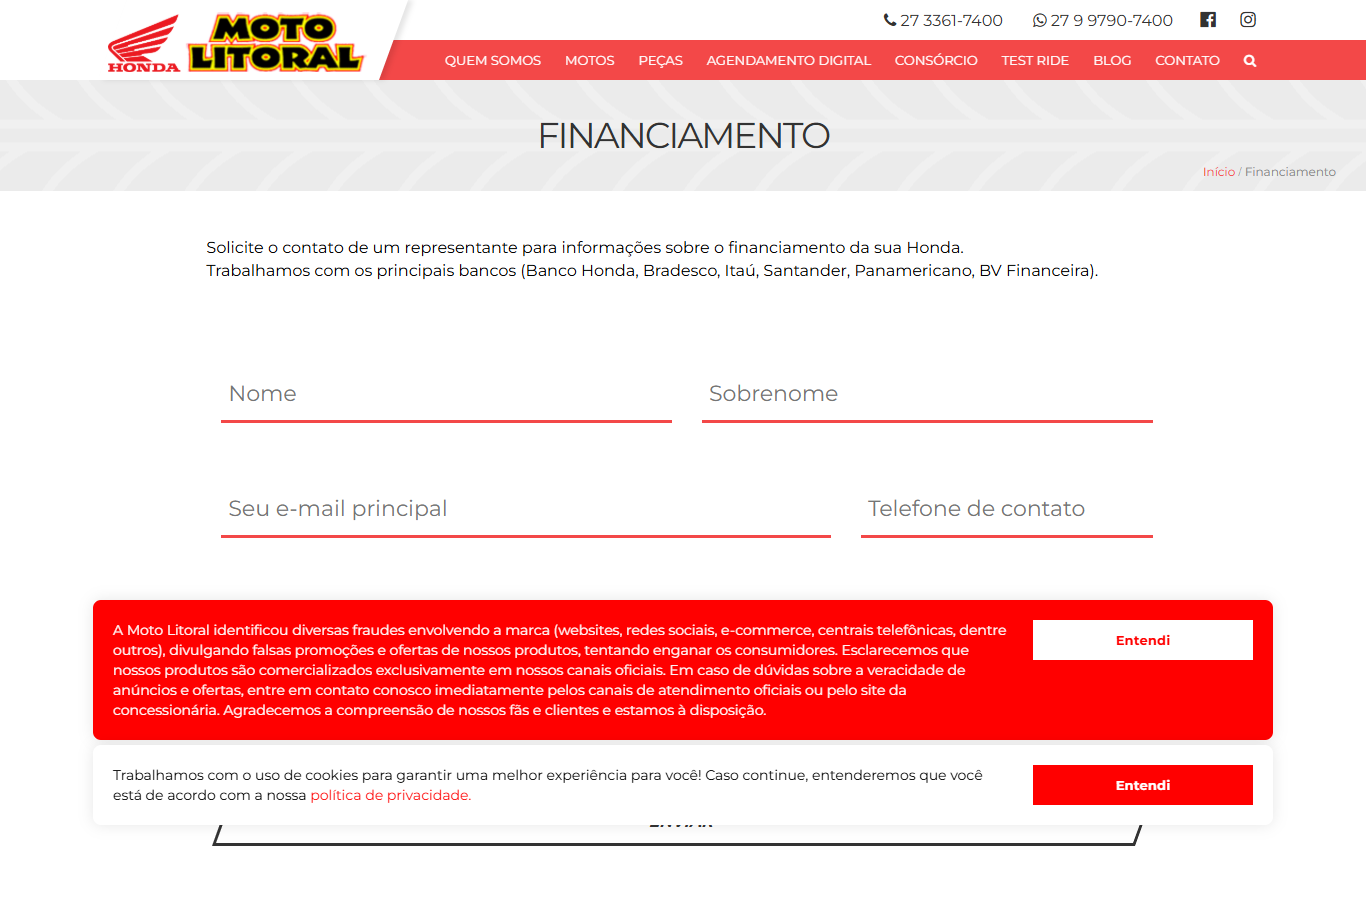 HONDA
MOTO
LITORAL
27 3361-7400
27 9 9790-7400
QUEM SOMOS
MOTOS
PEÇAS
AGENDAMENTO DIGITAL
CONSÓRCIO
TEST RIDE
BLOG
CONTATO
FINANCIAMENTO
Início / Financiamento
Solicite o contato de um representante para informações sobre o financiamento da sua Honda.
Trabalhamos com os principais bancos (Banco Honda, Bradesco, Itaú, Santander, Panamericano, BV Financeira).
Nome
Sobrenome
Seu e-mail principal
Telefone de contato
A Moto Litoral identificou diversas fraudes envolvendo a marca (websites, redes sociais, e-commerce, centrais telefônicas, dentre
outros), divulgando falsas promoções e ofertas de nossos produtos, tentando enganar os consumidores. Esclarecemos que
nossos produtos são comercializados exclusivamente em nossos canais oficiais. Em caso de dúvidas sobre a veracidade de
anúncios e ofertas, entre em contato conosco imediatamente pelos canais de atendimento oficiais ou pelo site da
concessionária. Agradecemos a compreensão de nossos fãs e clientes e estamos à disposição.
Entendi
Trabalhamos com o uso de cookies para garantir uma melhor experiência para você! Caso continue, entenderemos que você
está de acordo com a nossa política de privacidade.
Entendi